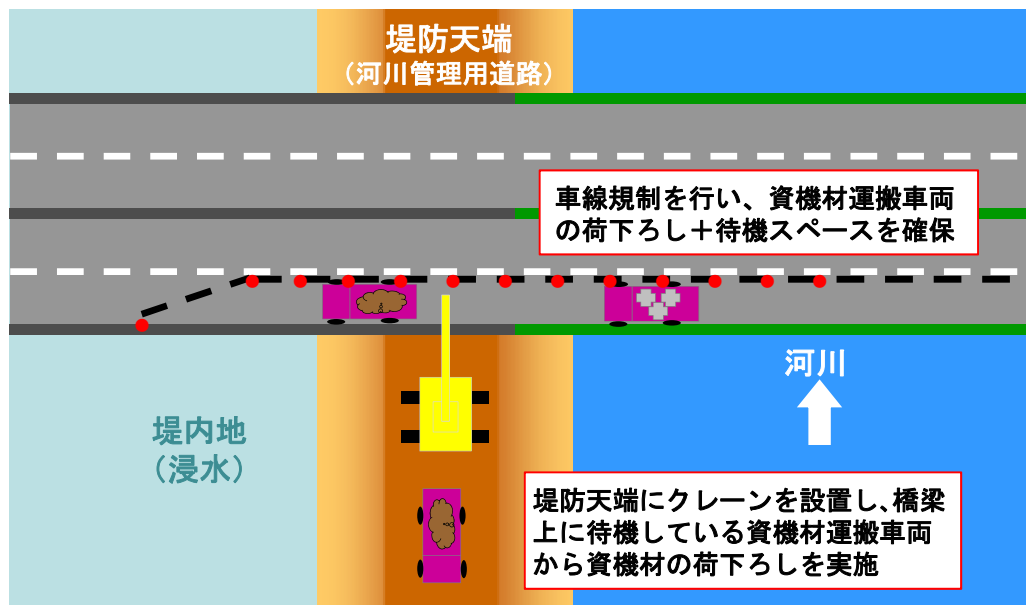 堤防天端
（河川管理用道路）
車線規制を行い、資機材運搬車両
の荷下ろし＋待機スペースを確保
河川
堤内地
（浸水）
堤防天端にクレーンを設置し、橋梁
上に待機している資機材運搬車両
から資機材の荷下ろしを実施